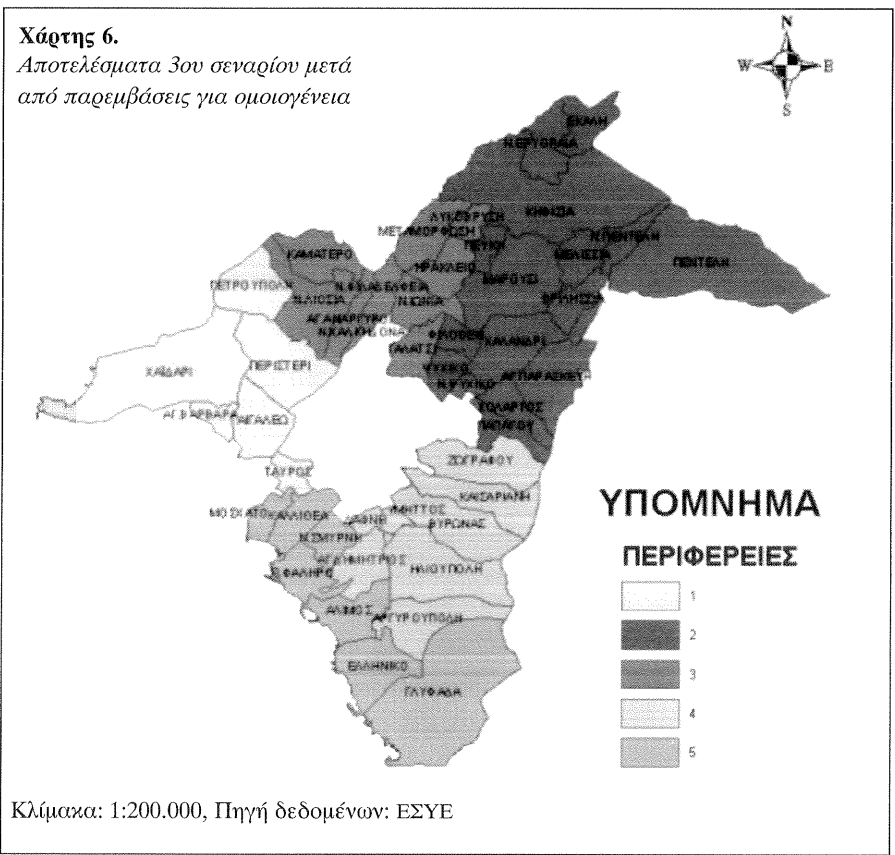 Χάρτης 6.
Αποτελέσματα 3ου σεναρίου μετά
από παρεμβάσεις για ομοιογένεια
N
W
E
S
ΕΚΑΛΗ
Ν.ΕΡΥΘΡΑΙΑ
ΚΗΦΙΣΙΑ
ΛΥΚΟΒΡΥΣΗ
ΜΕΤΑΜΟΡΦΩΣΗ
ΠΕΥΚΗ
Ν.ΠΕΝΤΕΛΗ
ΜΕΛΙΣΣΙΑ
ΠΕΝΤΕΛΗ
ΚΑΜΑΤΕΡΟ
ΗΡΑΚΛΕΙΟ
ΜΑΡΟΥΣΙ
ΠΕΤΡΟΥΠΟΛΗ
Ν.ΦΙΛΑΔΕΛΦΕΙΑ
Ν.ΛΙΟΣΙΑ
Ν.ΙΩΝΙΑ
ΒΡΙΛΗΣΣΙΑ
ΑΓ.ΑΝΑΡΓΥΡΟΙ
Ν.ΧΑΛΚΗΔΟΝΑ
ΦΙΛΟΘΕΗ
ΧΑΛΑΝΔΡΙ
ΓΑΛΑΤΣΙ
ΠΕΡΙΣΤΕΡΙ
ΧΑΪΔΑΡΙ
ΨΥΧΙΚΟ
ΑΓ.ΠΑΡΑΣΚΕΥΗ
Ν.ΨΥΧΙΚΟ
ΑΓ.ΒΑΡΒΑΡΑ
ΑΙΓΑΛΕΩ
ΧΟΛΑΡΓΟΣ
ΠΑΠΑΓΟΥ
ΖΩΓΡΑΦΟΥ
ΤΑΥΡΟΣ
ΚΑΙΣΑΡΙΑΝΗ
ΜΟΣΧΑΤΟ
ΚΑΛΛΙΘΕΑ
ΔΑΦΝΗ
ΥΜΗΤΤΟΣ
ΒΥΡΩΝΑΣ
Ν.ΣΜΥΡΝΗ
ΑΓ.ΔΗΜΗΤΡΙΟΣ
ΗΛΙΟΥΠΟΛΗ
Π.ΦΑΛΗΡΟ
ΑΛΙΜΟΣ
ΑΡΓΥΡΟΥΠΟΛΗ
ΕΛΛΗΝΙΚΟ
ΓΛΥΦΑΔΑ
ΥΠΟΜΝΗΜΑ
ΠΕΡΙΦΕΡΕΙΕΣ
1
2
3
4
5
Κλίμακα: 1:200.000, Πηγή δεδομένων: ΕΣΥΕ